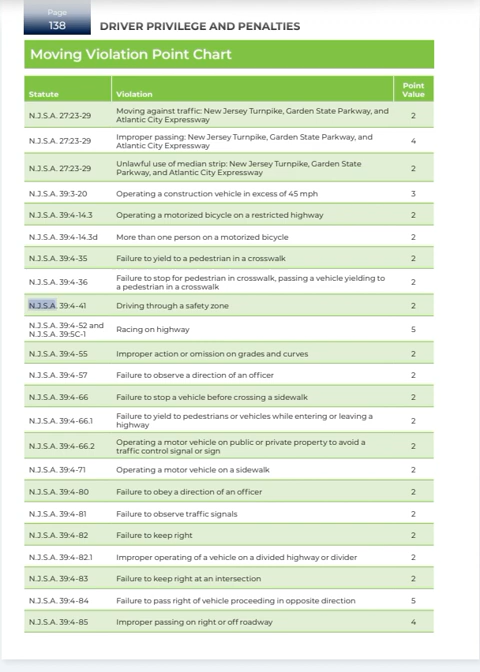 Page
138
DRIVER PRIVILEGE AND PENALTIES
Moving Violation Point Chart
Statute Violation Point Value
N.J.S.A. 27:23-29 Moving against traffic: New Jersey Turnpike, Garden State Parkway, and
Atlantic City Expressway 2
N.J.S.A. 27:23-29 Improper passing: New Jersey Turnpike, Garden State Parkway, and
Atlantic City Expressway 4
N.J.S.A. 27:23-29 Unlawful use of median strip: New Jersey Turnpike, Garden State
Parkway, and Atlantic City Expressway 2
N.J.S.A. 39:3-20 Operating a construction vehicle in excess of 45 mph 3
N.J.S.A. 39:4-14.3 Operating a motorized bicycle on a restricted highway 2
N.J.S.A. 39:4-14.3d More than one person on a motorized bicycle 2
N.J.S.A. 39:4-35 Failure to yield to a pedestrian in a crosswalk 2
N.J.S.A. 39:4-36 Failure to stop for pedestrian in crosswalk, passing a vehicle yielding to
a pedestrian in a crosswalk 2
N.J.S.A. 39:4-41 Driving through a safety zone 2
N.J.S.A. 39:4-52 and
N.J.S.A. 39:5C-1 Racing on highway 5
N.J.S.A. 39:4-55 Improper action or omission on grades and curves 2
N.J.S.A. 39:4-57 Failure to observe a direction of an officer 2
N.J.S.A. 39:4-66 Failure to stop a vehicle before crossing a sidewalk 2
N.J.S.A. 39:4-66.1 Failure to yield to pedestrians or vehicles while entering or leaving a
highway 2
N.J.S.A. 39:4-66.2 Operating a motor vehicle on public or private property to avoid a
traffic control signal or sign 2
N.J.S.A. 39:4-71 Operating a motor vehicle on a sidewalk 2
N.J.S.A. 39:4-80 Failure to obey a direction of an officer 2
N.J.S.A. 39:4-81 Failure to observe traffic signals 2
N.J.S.A. 39:4-82 Failure to keep right 2
N.J.S.A. 39:4-82.1 Improper operating of a vehicle on a divided highway or divider 2
N.J.S.A. 39:4-83 Failure to keep right at an intersection 2
N.J.S.A. 39:4-84 Failure to pass right of vehicle proceeding in opposite direction 5
N.J.S.A. 39:4-85 Improper passing on right or off roadway 4